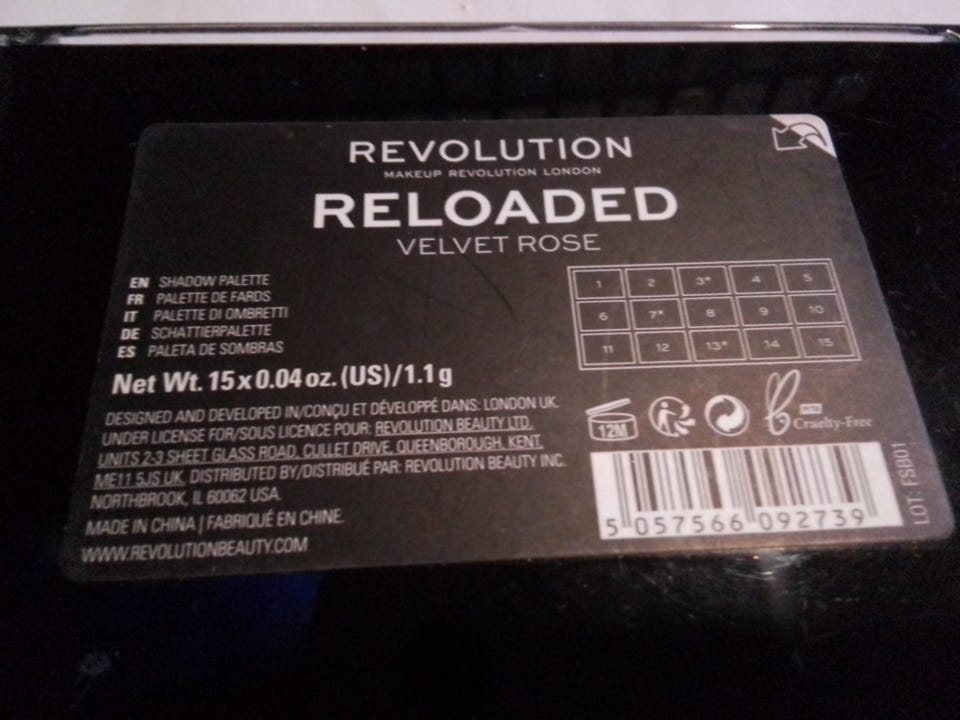 REVOLUTION
MAKEUP REVOLUTION LONDON
RELOADED
VELVET ROSE
EN SHADOW PALETTE
FR PALETTE DE FARDS
IT PALETTE DI OMBRETTI
DE SCHATTIERPALETTE
ES PALETA DE SOMBRAS
Net Wt. 15x0.04 oz. (US)/1.1 g
DESIGNED AND DEVELOPED IN/CONÇU ET DÉVELOPPÉ DANS: LONDON UK.
UNDER LICENSE FOR/SOUS LICENCE POUR: REVOLUTION BEAUTY LTD,
UNITS 2-3 SHEET GLASS ROAD, CULLET DRIVE, QUEENBOROUGH, KENT,
ME11 5JS UK. DISTRIBUTED BY/DISTRIBUÉ PAR: REVOLUTION BEAUTY INC.
NORTHBROOK, IL 60062 USA.
MADE IN CHINA | FABRIQUÉ EN CHINE.
WWW.REVOLUTIONBEAUTY.COM
1 2 3* 4 5
6 7* 8 9 10
11 12 13* 14 15
12M
PETA
Cruelty-Free
5 057566 092739
LOT: FSB01